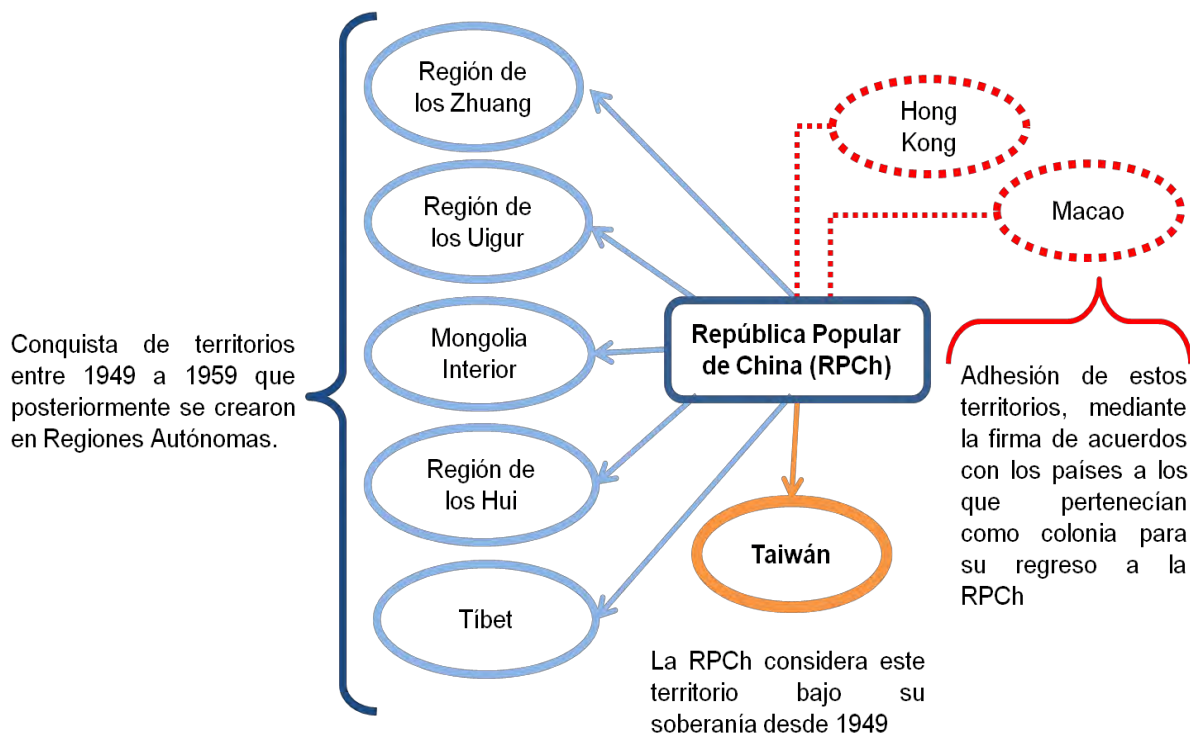 Región de
los Zhuang
Región de
los Uigur
Mongolia
Interior
Región de
los Hui
Tíbet
Conquista de territorios
entre 1949 a 1959 que
posteriormente se crearon
en Regiones Autónomas.
República Popular
de China (RPCh)
Hong
Kong
Macao
Adhesión de estos
territorios, mediante
la firma de acuerdos
con los países a los
que pertenecían
como colonia para
su regreso a la
RPCh
Taiwán
La RPCh considera este
territorio bajo su
soberanía desde 1949